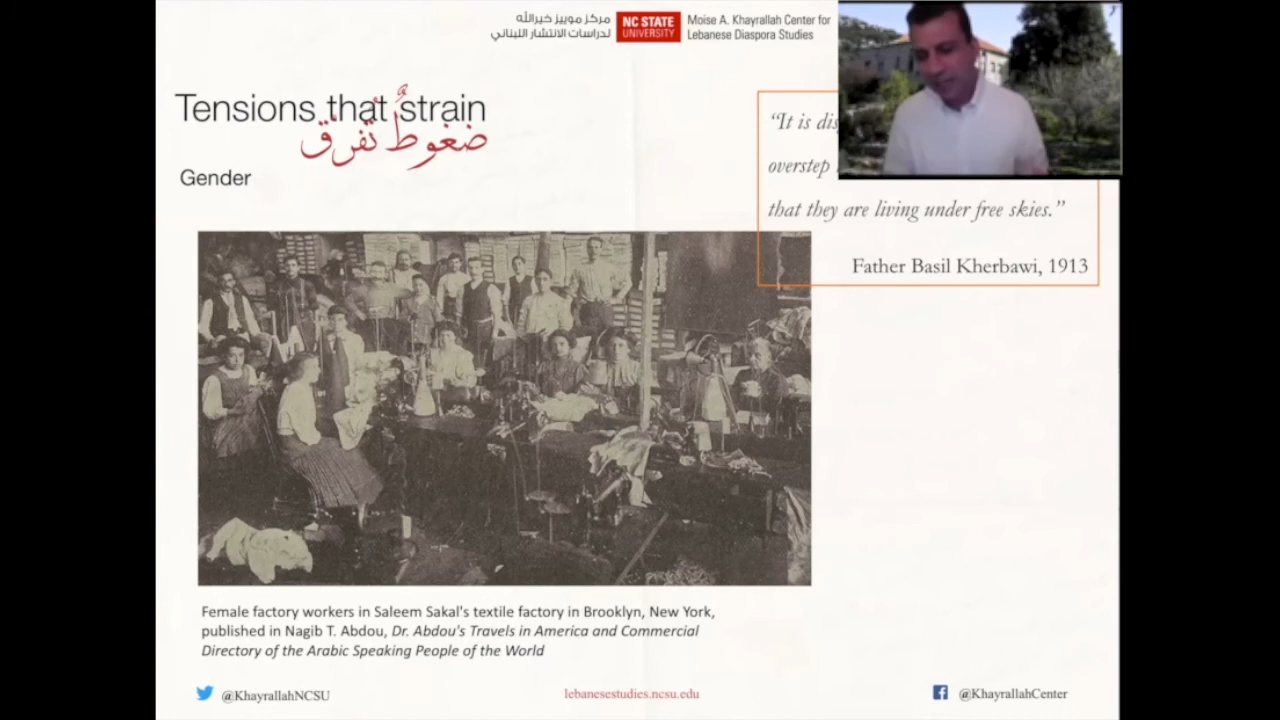 مركز موييز خيرالله
لدراسات الانتشار اللبناني
NC STATE
UNIVERSITY
Moise A. Khayrallah Center for
Lebanese Diaspora Studies
Tensions that strain
ضغوطٌ تُفرّق
Gender
“It is
overstep
that they are living under free skies.”
Father Basil Kherbawi, 1913
Female factory workers in Saleem Sakal's textile factory in Brooklyn, New York,
published in Nagib T. Abdou, Dr. Abdou's Travels in America and Commercial
Directory of the Arabic Speaking People of the World
@KhayrallahNCSU
lebanesestudies.ncsu.edu
@KhayrallahCenter